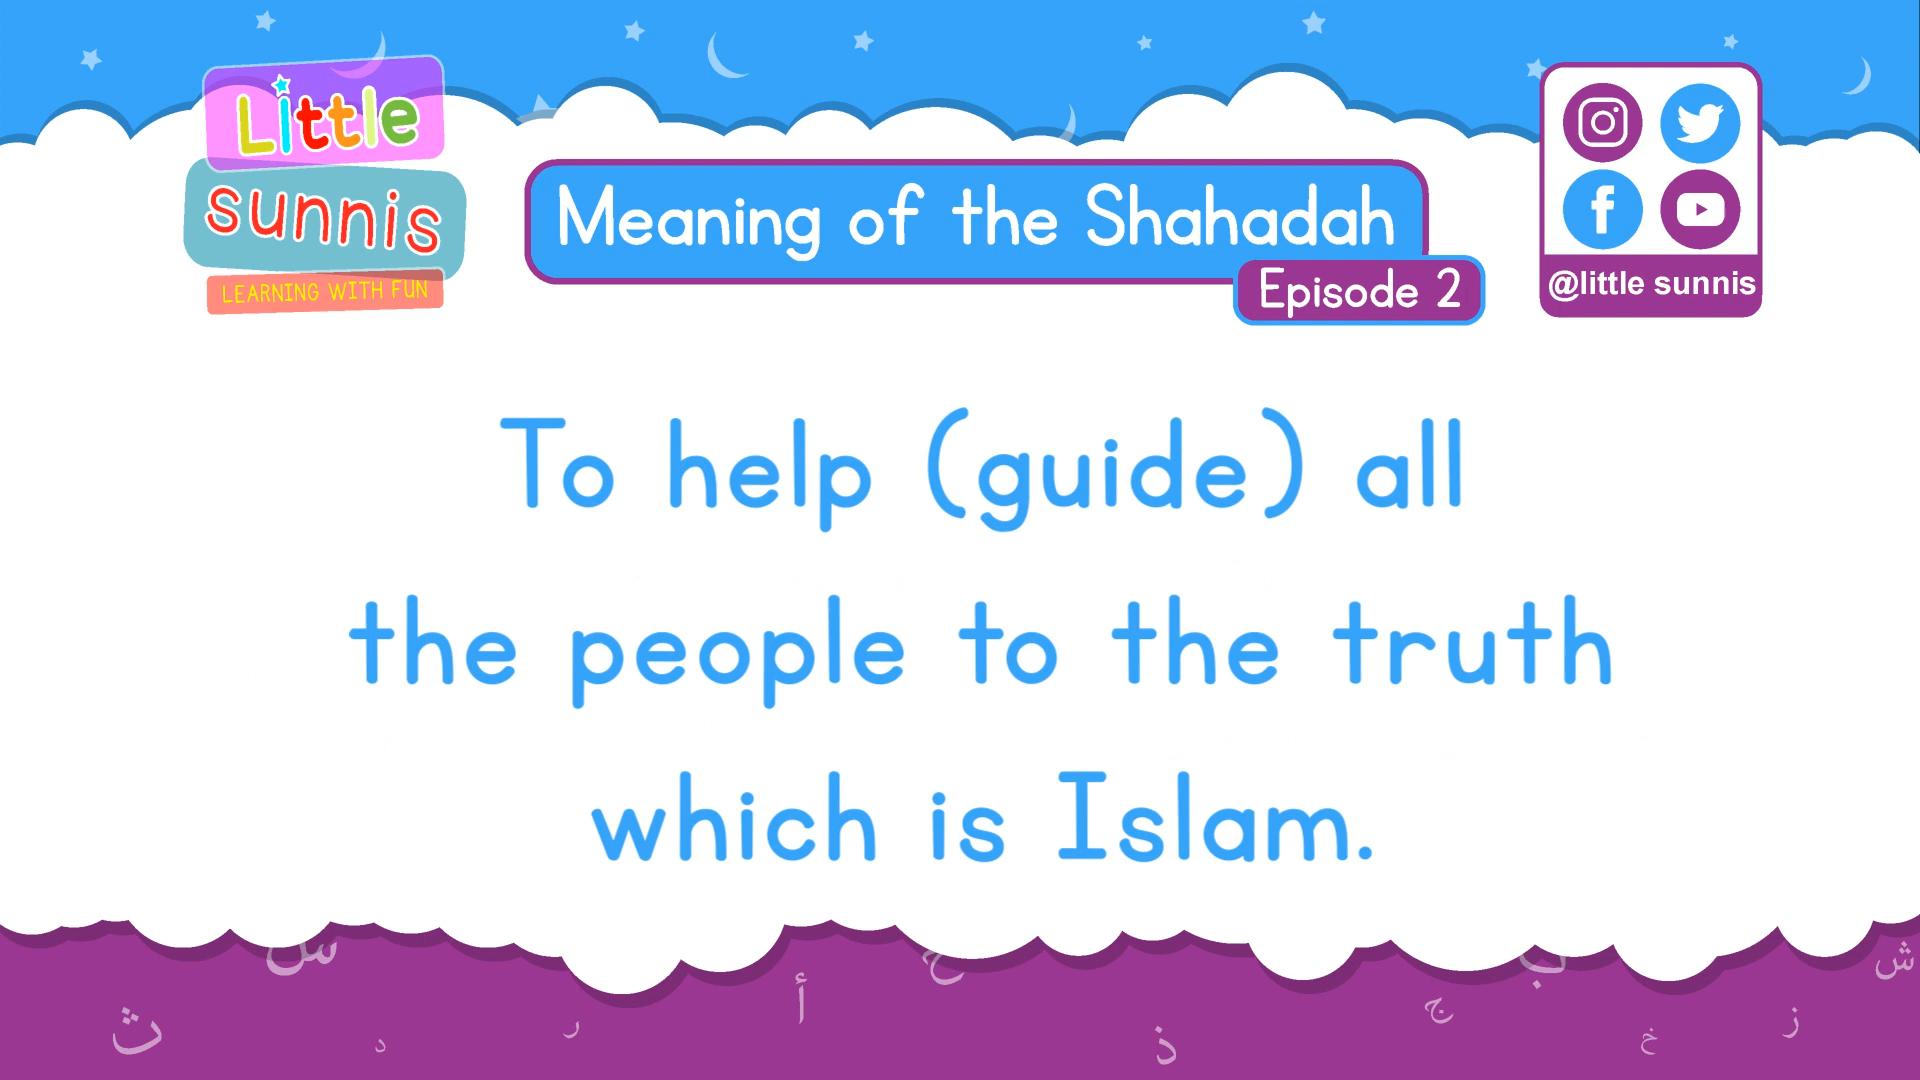 Little
sunnis
LEARNING WITH FUN
Meaning of the Shahadah
Episode 2
@little sunnis
To help (guide) all
the people to the truth
which is Islam.
س
ح
ب
ش
أ
ث
ج
ز
ر
د
ذ
خ